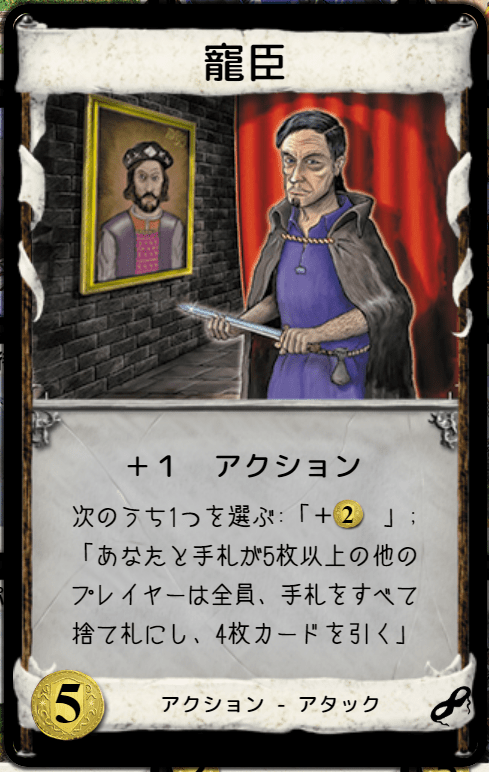 寵臣
+1 アクション
次のうち1つを選ぶ:「+2 」;
「あなたと手札が5枚以上の他の
プレイヤーは全員、手札をすべて
捨て札にし、4枚カードを引く」
5
アクション - アタック